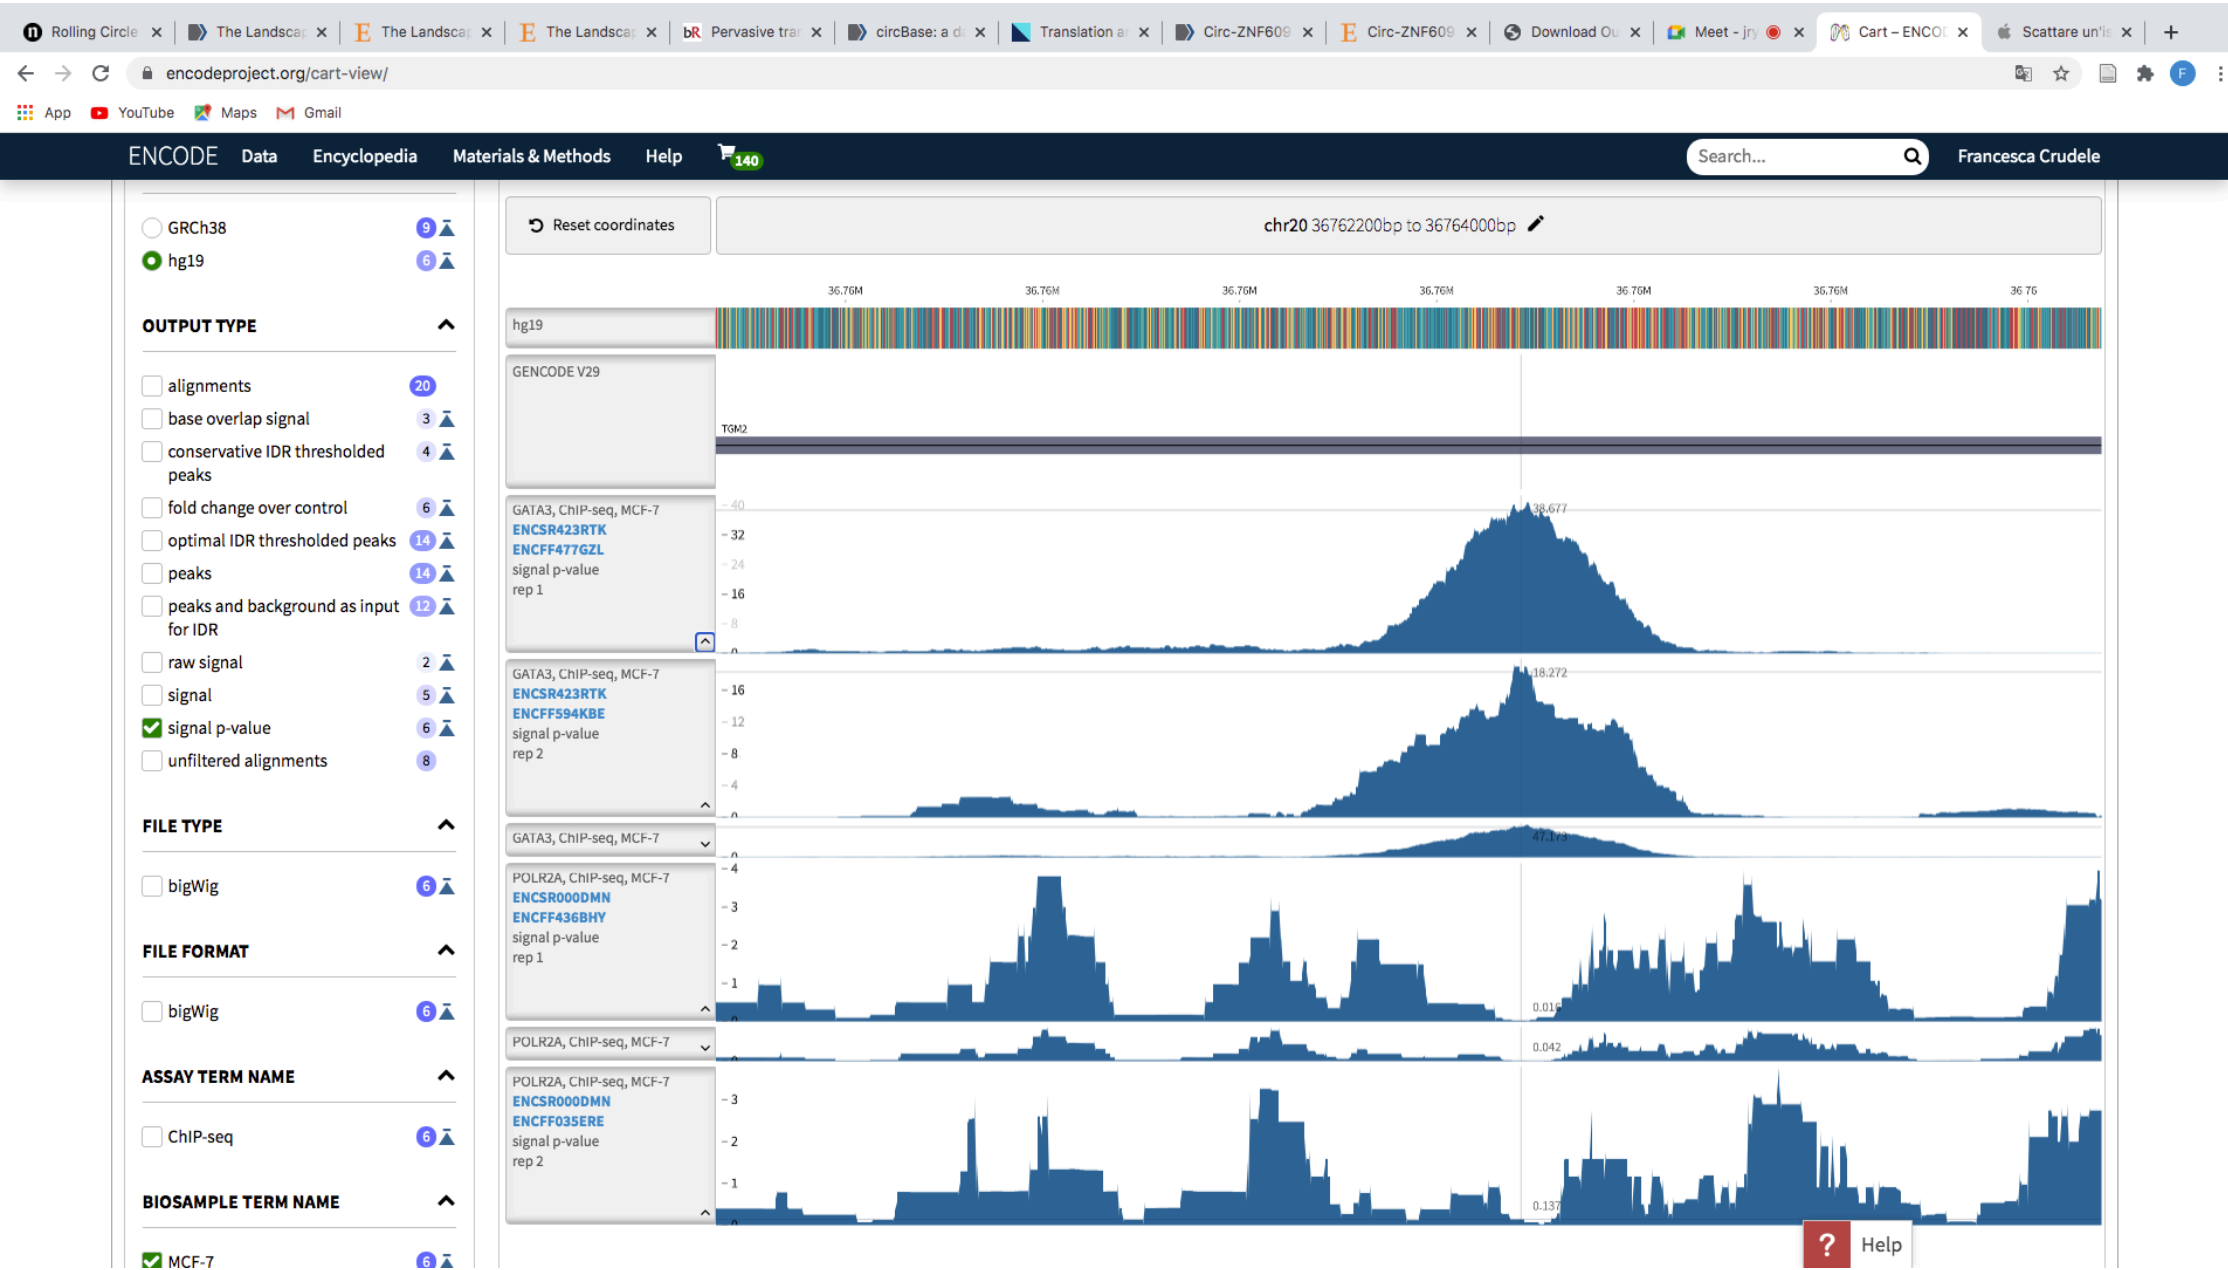 Rolling Circle
The Landsca
The Landsca
The Landsca
bR Pervasive tra
circBase: a d
Translation a
Circ-ZNF609
E Circ-ZNF609
Download Ou
Meet - jry
Cart – ENCO
Scattare un'is
encodeproject.org/cart-view/
F
App YouTube Maps Gmail
ENCODE Data Encyclopedia Materials & Methods Help 140 Search... Francesca Crudele
GRCh38 9
hg19 6
OUTPUT TYPE
alignments 20
base overlap signal 3
conservative IDR thresholded 4
peaks
fold change over control 6
optimal IDR thresholded peaks 14
peaks 14
peaks and background as input 12
for IDR
raw signal 2
signal 5
signal p-value 6
unfiltered alignments 8
FILE TYPE
bigWig 6
FILE FORMAT
bigWig 6
ASSAY TERM NAME
ChIP-seq 6
BIOSAMPLE TERM NAME
MCF-7 6
Reset coordinates
chr20 36762200bp to 36764000bp
36.76M 36.76M 36.76M 36.76M 36.76M 36.76M 36 76
hg19
GENCODE V29
TGM2
GATA3, ChIP-seq, MCF-7
ENCSR423RTK
ENCFF477GZL
signal p-value
rep 1
40
32
24
16
8
0
38.677
GATA3, ChIP-seq, MCF-7
ENCSR423RTK
ENCFF594KBE
signal p-value
rep 2
16
12
8
4
0
18.272
GATA3, ChIP-seq, MCF-7
0
47.173
POLR2A, ChIP-seq, MCF-7
ENCSR000DMN
ENCFF436BHY
signal p-value
rep 1
4
3
2
1
0
0.016
POLR2A, ChIP-seq, MCF-7
0
0.042
POLR2A, ChIP-seq, MCF-7
ENCSR000DMN
ENCFF035ERE
signal p-value
rep 2
3
2
1
0
0.137
? Help